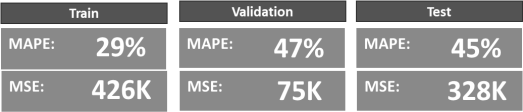 Train
MAPE: 29%
MSE: 426K
Validation
MAPE: 47%
MSE: 75K
Test
MAPE: 45%
MSE: 328K